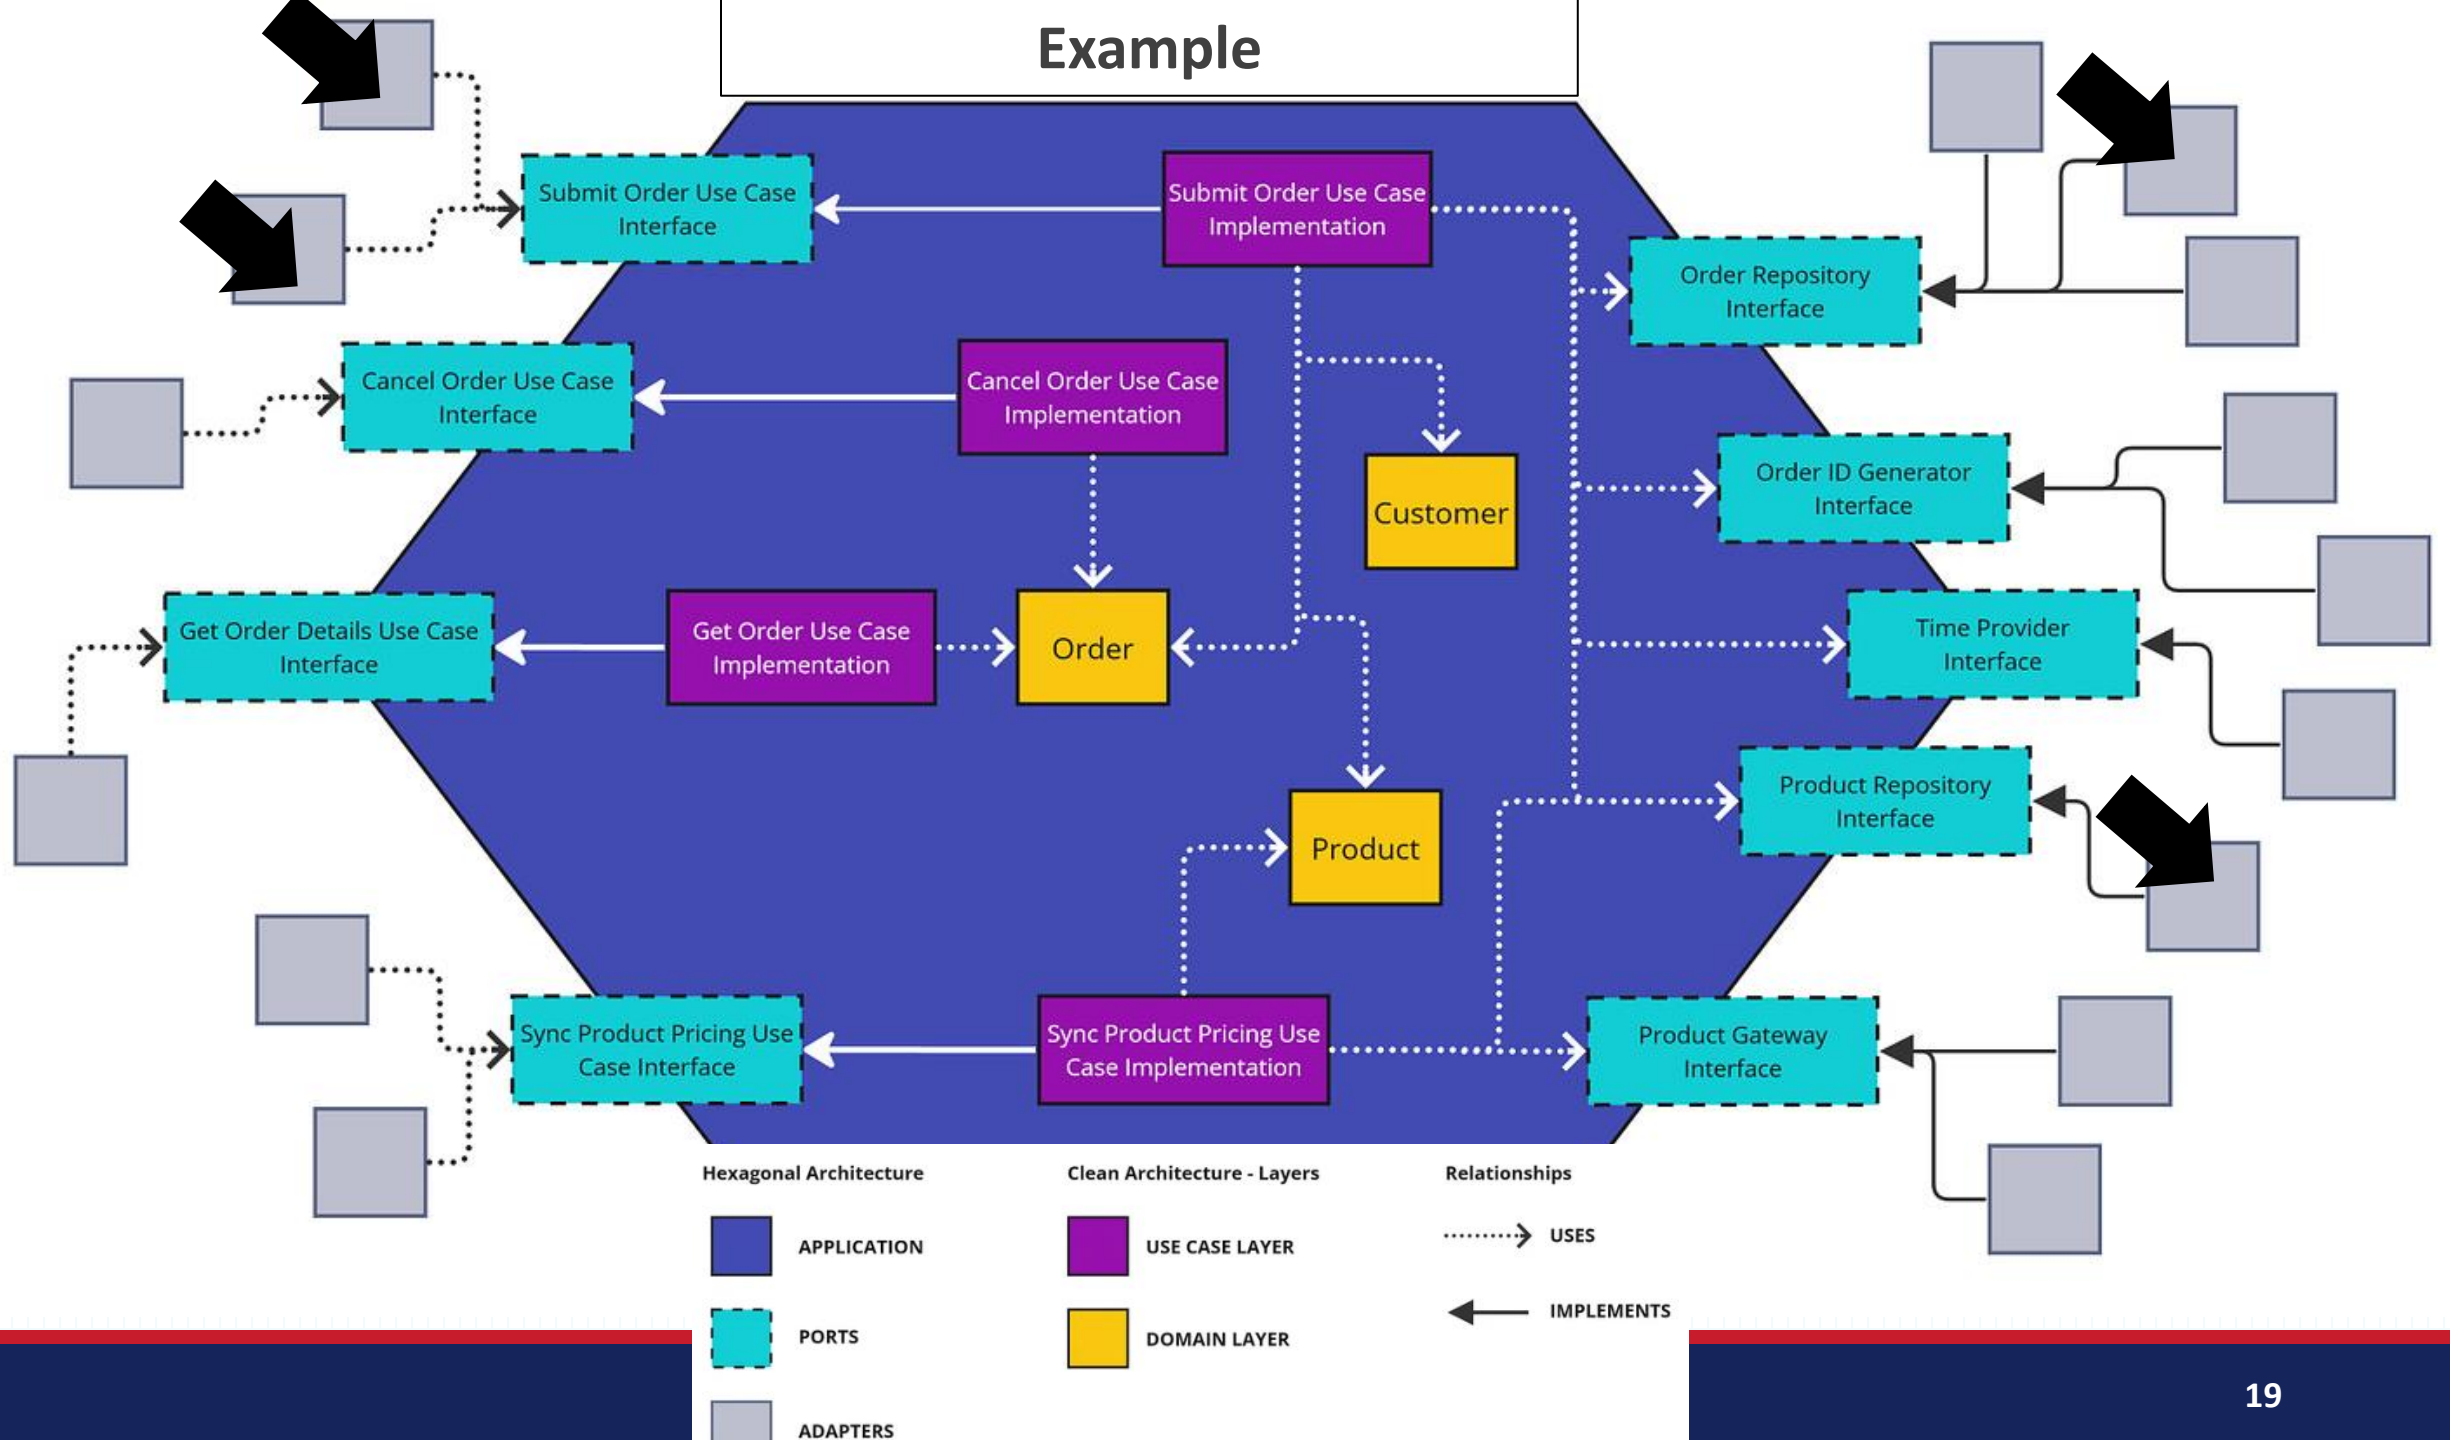 Example
Submit Order Use Case
Interface
Submit Order Use Case
Implementation
Order Repository
Interface
Cancel Order Use Case
Interface
Cancel Order Use Case
Implementation
Customer
Order ID Generator
Interface
Get Order Details Use Case
Interface
Get Order Use Case
Implementation
Order
Time Provider
Interface
Product Repository
Interface
Product
Sync Product Pricing Use
Case Interface
Sync Product Pricing Use
Case Implementation
Product Gateway
Interface
Hexagonal Architecture
APPLICATION
PORTS
ADAPTERS
Clean Architecture - Layers
USE CASE LAYER
DOMAIN LAYER
Relationships
USES
IMPLEMENTS
19